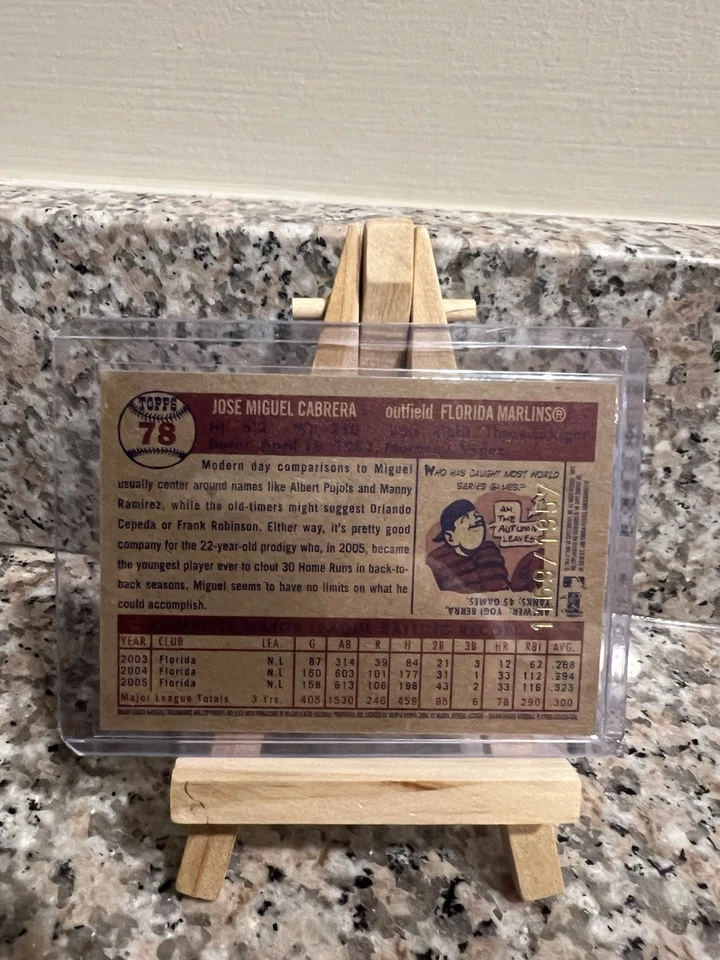 TOPPS
78
JOSE MIGUEL CABRERA outfield FLORIDA MARLINS®
Modern day comparisons to Miguel
usually center around names like Albert Pujols and Manny
Ramirez, while the old-timers might suggest Orlando
Cepeda or Frank Robinson. Either way, it's pretty good
company for the 22-year-old prodigy who, in 2005, became
the youngest player ever to clout 30 Home Runs in back-to-
back seasons. Miguel seems to have no limits on what he
could accomplish.
WHO HAS CAUGHT MOST WORLD
SERIES GAMES?
AH,
THE
AUTUMN
LEAVES
ANSWER: YOGI BERRA,
YANKS, 45 GAMES.
YEAR CLUB LEA. G AB R H 2B 3B HR RBI AVG.
2003 Florida N.L 87 314 39 84 21 3 12 62 .268
2004 Florida N.L 160 603 101 177 31 1 33 112 .294
2005 Florida N.L 158 613 106 198 43 2 33 116 .323
Major League Totals 3 Yrs. 405 1530 246 459 95 6 78 290 .300